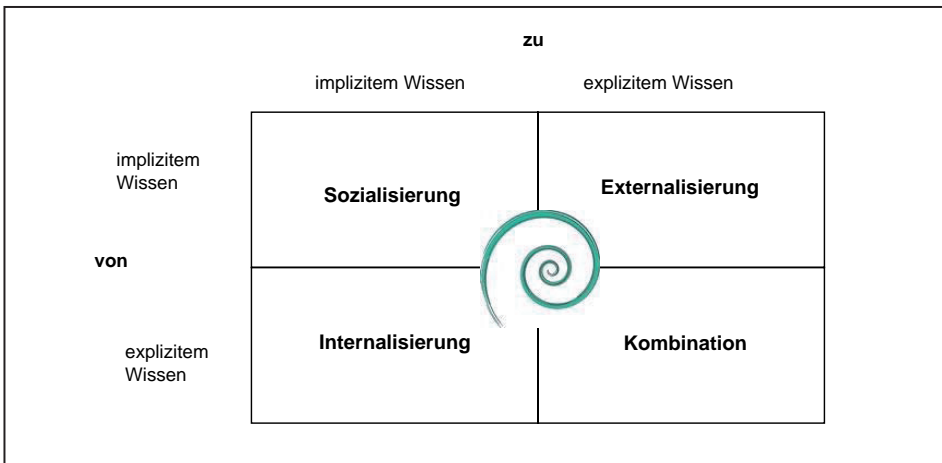 zu
implizitem Wissen explizitem Wissen
implizitem
Wissen
Sozialisierung
Externalisierung
von
explizitem
Wissen
Internalisierung
Kombination